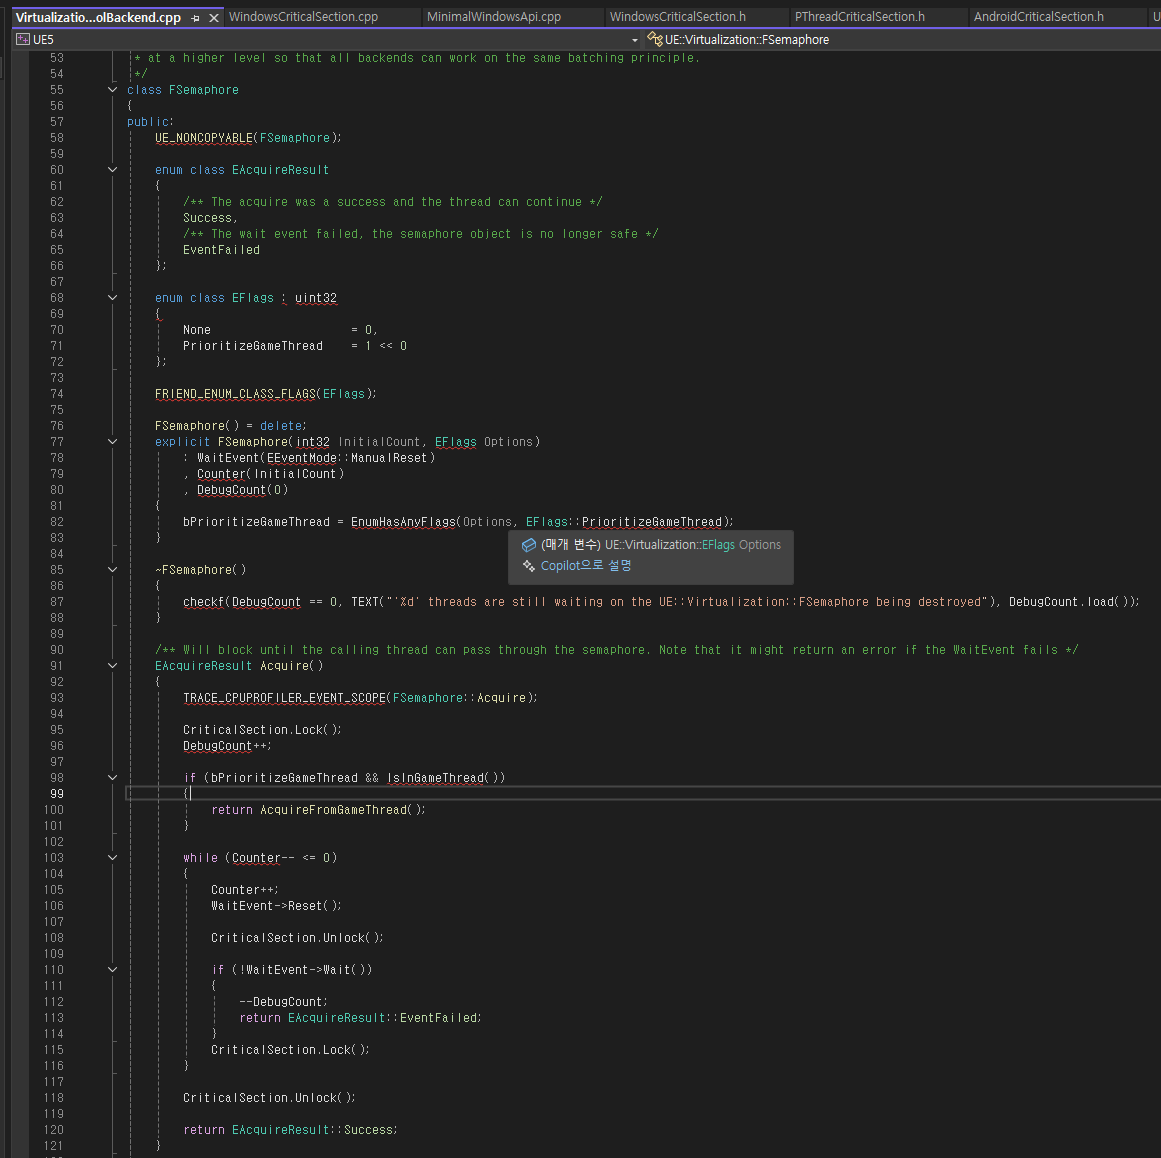 Virtualizatio...olBackend.cpp WindowsCriticalSection.cpp MinimalWindowsApi.cpp WindowsCriticalSection.h PThreadCriticalSection.h AndroidCriticalSection.h U
UE5 UE::Virtualization::FSemaphore
53 * at a higher level so that all backends can work on the same batching principle.
54 */
55 class FSemaphore
56 {
57 public:
58 UE_NONCOPYABLE(FSemaphore);
59
60 enum class EAcquireResult
61 {
62 /** The acquire was a success and the thread can continue */
63 Success,
64 /** The wait event failed, the semaphore object is no longer safe */
65 EventFailed
66 };
67
68 enum class EFlags : uint32
69 {
70 None = 0,
71 PrioritizeGameThread = 1 << 0
72 };
73
74 FRIEND_ENUM_CLASS_FLAGS(EFlags);
75
76 FSemaphore() = delete;
77 explicit FSemaphore(int32 InitialCount, EFlags Options)
78 : WaitEvent(EEventMode::ManualReset)
79 , Counter(InitialCount)
80 , DebugCount(0)
81 {
82 bPrioritizeGameThread = EnumHasAnyFlags(Options, EFlags::PrioritizeGameThread);
83 }
(매개 변수) UE::Virtualization::EFlags Options
84
Copilot으로 설명
85 ~FSemaphore()
86 {
87 checkf(DebugCount == 0, TEXT("'%d' threads are still waiting on the UE::Virtualization::FSemaphore being destroyed"), DebugCount.load());
88 }
89
90 /** Will block until the calling thread can pass through the semaphore. Note that it might return an error if the WaitEvent fails */
91 EAcquireResult Acquire()
92 {
93 TRACE_CPUPROFILER_EVENT_SCOPE(FSemaphore::Acquire);
94
95 CriticalSection.Lock();
96 DebugCount++;
97
98 if (bPrioritizeGameThread && IsInGameThread())
99 {
100 return AcquireFromGameThread();
101 }
102
103 while (Counter-- <= 0)
104 {
105 Counter++;
106 WaitEvent->Reset();
107
108 CriticalSection.Unlock();
109
110 if (!WaitEvent->Wait())
111 {
112 --DebugCount;
113 return EAcquireResult::EventFailed;
114 }
115 CriticalSection.Lock();
116 }
117
118 CriticalSection.Unlock();
119
120 return EAcquireResult::Success;
121 }